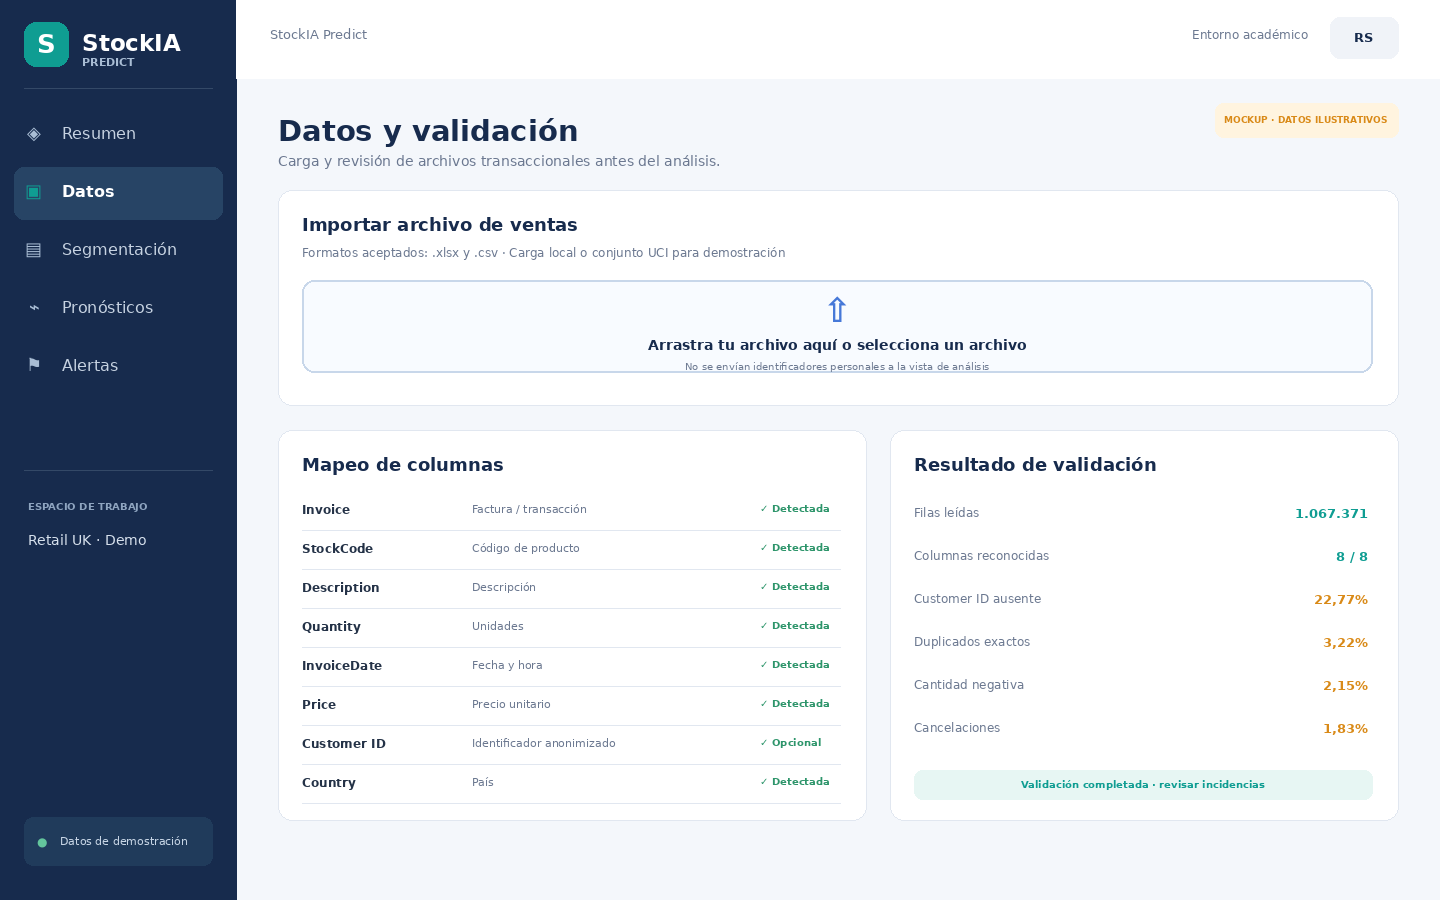 S
StockIA
PREDICT
Resumen
Datos
Segmentación
Pronósticos
Alertas
ESPACIO DE TRABAJO
Retail UK · Demo
Datos de demostración
StockIA Predict
Entorno académico
RS
Datos y validación
MOCKUP · DATOS ILUSTRATIVOS
Carga y revisión de archivos transaccionales antes del análisis.
Importar archivo de ventas
Formatos aceptados: .xlsx y .csv · Carga local o conjunto UCI para demostración
⇧
Arrastra tu archivo aquí o selecciona un archivo
No se envían identificadores personales a la vista de análisis
Mapeo de columnas
Invoice Factura / transacción ✓ Detectada
StockCode Código de producto ✓ Detectada
Description Descripción ✓ Detectada
Quantity Unidades ✓ Detectada
InvoiceDate Fecha y hora ✓ Detectada
Price Precio unitario ✓ Detectada
Customer ID Identificador anonimizado ✓ Opcional
Country País ✓ Detectada
Resultado de validación
Filas leídas 1.067.371
Columnas reconocidas 8 / 8
Customer ID ausente 22,77%
Duplicados exactos 3,22%
Cantidad negativa 2,15%
Cancelaciones 1,83%
Validación completada · revisar incidencias